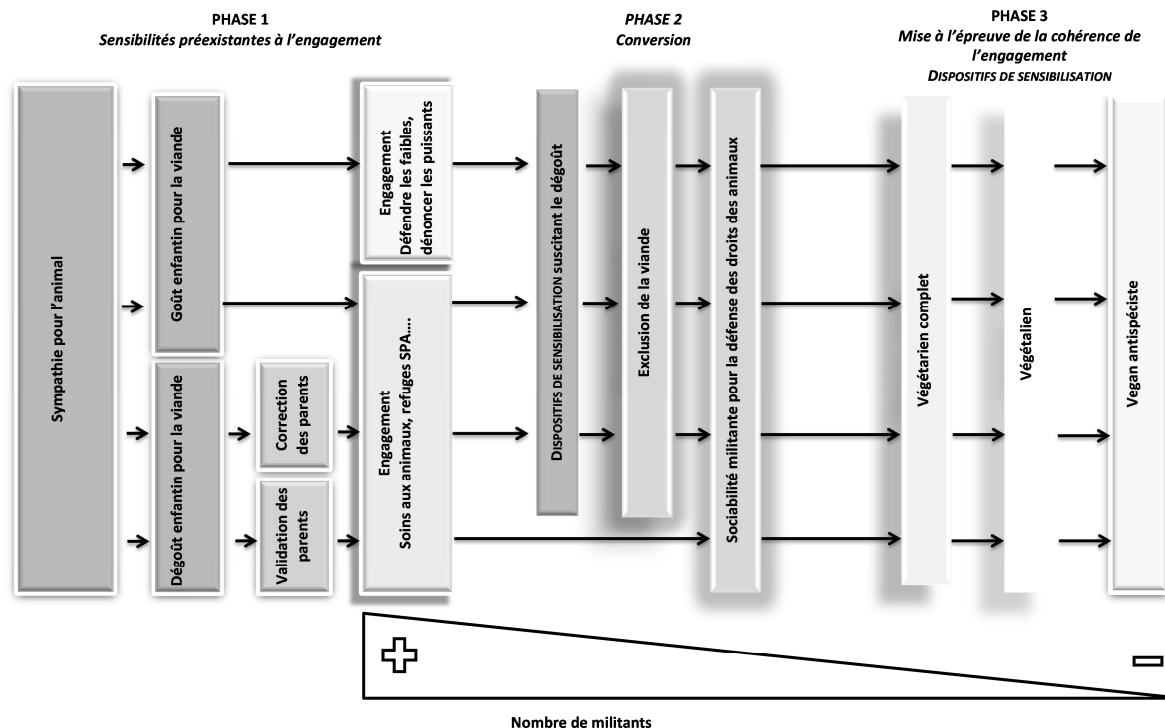 PHASE 1
Sensibilités préexistantes à l'engagement
PHASE 2
Conversion
PHASE 3
Mise à l'épreuve de la cohérence de
l'engagement
DISPOSITIFS DE SENSIBILISATION
Sympathie pour l'animal
Goût enfantin pour la viande
Dégoût enfantin pour la viande
Correction
des parents
Validation des
parents
Engagement
Défendre les faibles,
dénoncer les puissants
Engagement
Soins aux animaux, refuges SPA....
DISPOSITIFS DE SENSIBILISATION suscitant le dégoût
Exclusion de la viande
Sociabilité militante pour la défense des droits des animaux
Végétarien complet
Végétalien
Vegan antispéciste
Nombre de militants